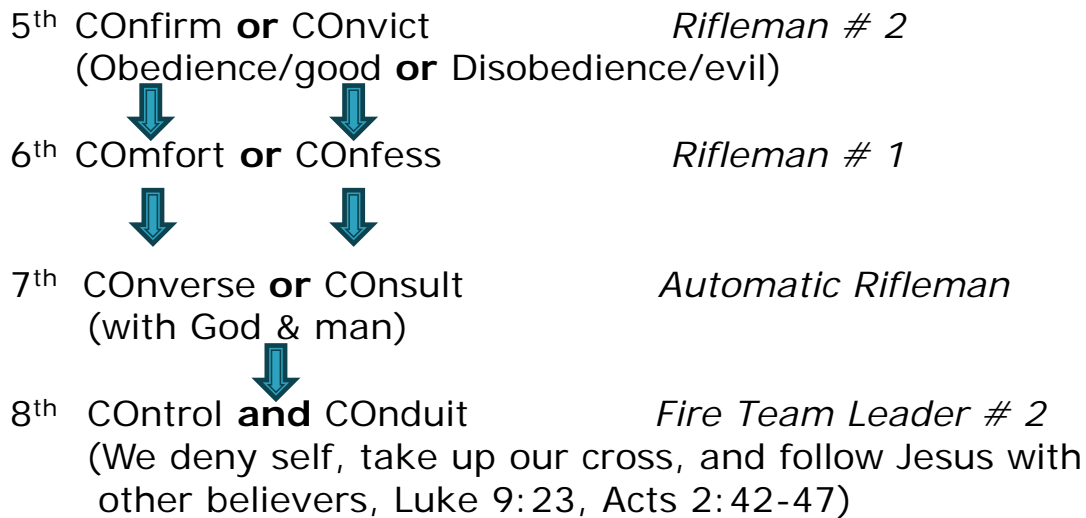 5th COnfirm or COnvict Rifleman # 2
(Obedience/good or Disobedience/evil)
6th COmfort or COnfess Rifleman # 1
7th COnverse or COnsult Automatic Rifleman
(with God & man)
8th COntrol and COnduit Fire Team Leader # 2
(We deny self, take up our cross, and follow Jesus with
other believers, Luke 9:23, Acts 2:42-47)